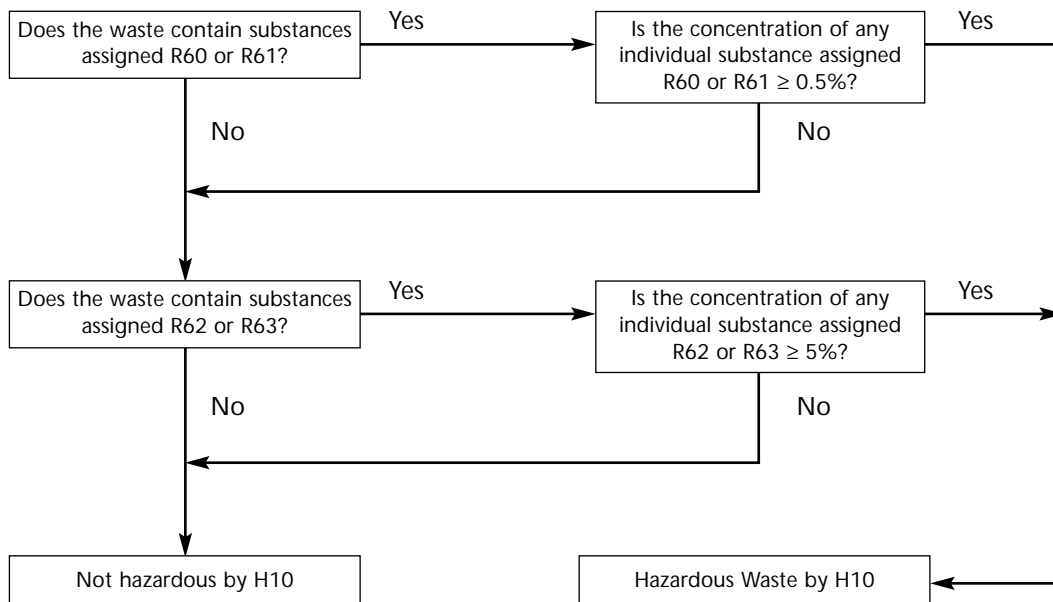 Does the waste contain substances
assigned R60 or R61?
Yes
Is the concentration of any
individual substance assigned
R60 or R61 ≥ 0.5%?
Yes
No
No
Does the waste contain substances
assigned R62 or R63?
Yes
Is the concentration of any
individual substance assigned
R62 or R63 ≥ 5%?
Yes
No
No
Not hazardous by H10
Hazardous Waste by H10